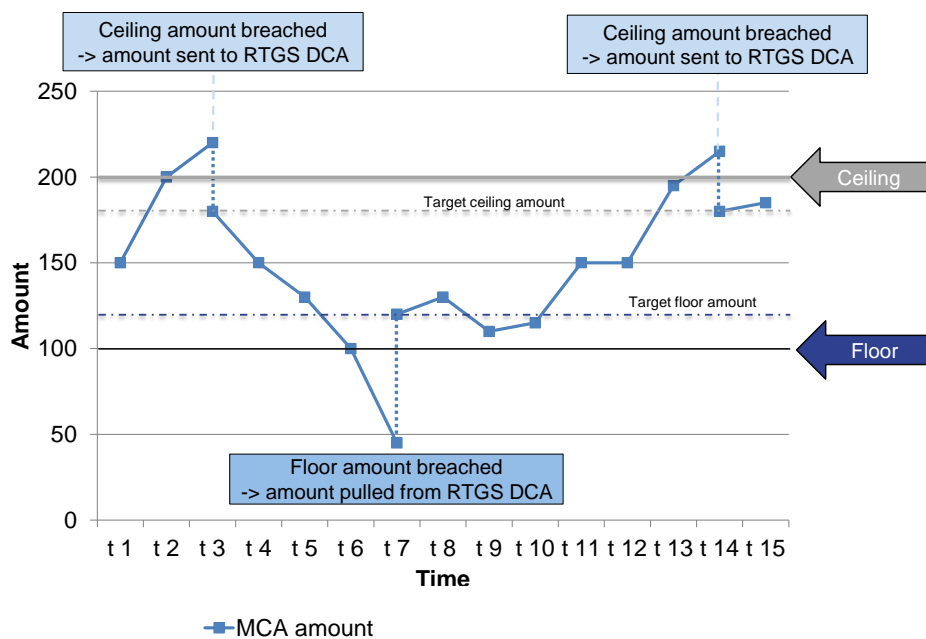 Ceiling amount breached
-> amount sent to RTGS DCA
Ceiling amount breached
-> amount sent to RTGS DCA
250
200
150
100
50
0
Amount
Target ceiling amount
Target floor amount
Ceiling
Floor
Floor amount breached
-> amount pulled from RTGS DCA
t 1 t 2 t 3 t 4 t 5 t 6 t 7 t 8 t 9 t 10 t 11 t 12 t 13 t 14 t 15
Time
MCA amount